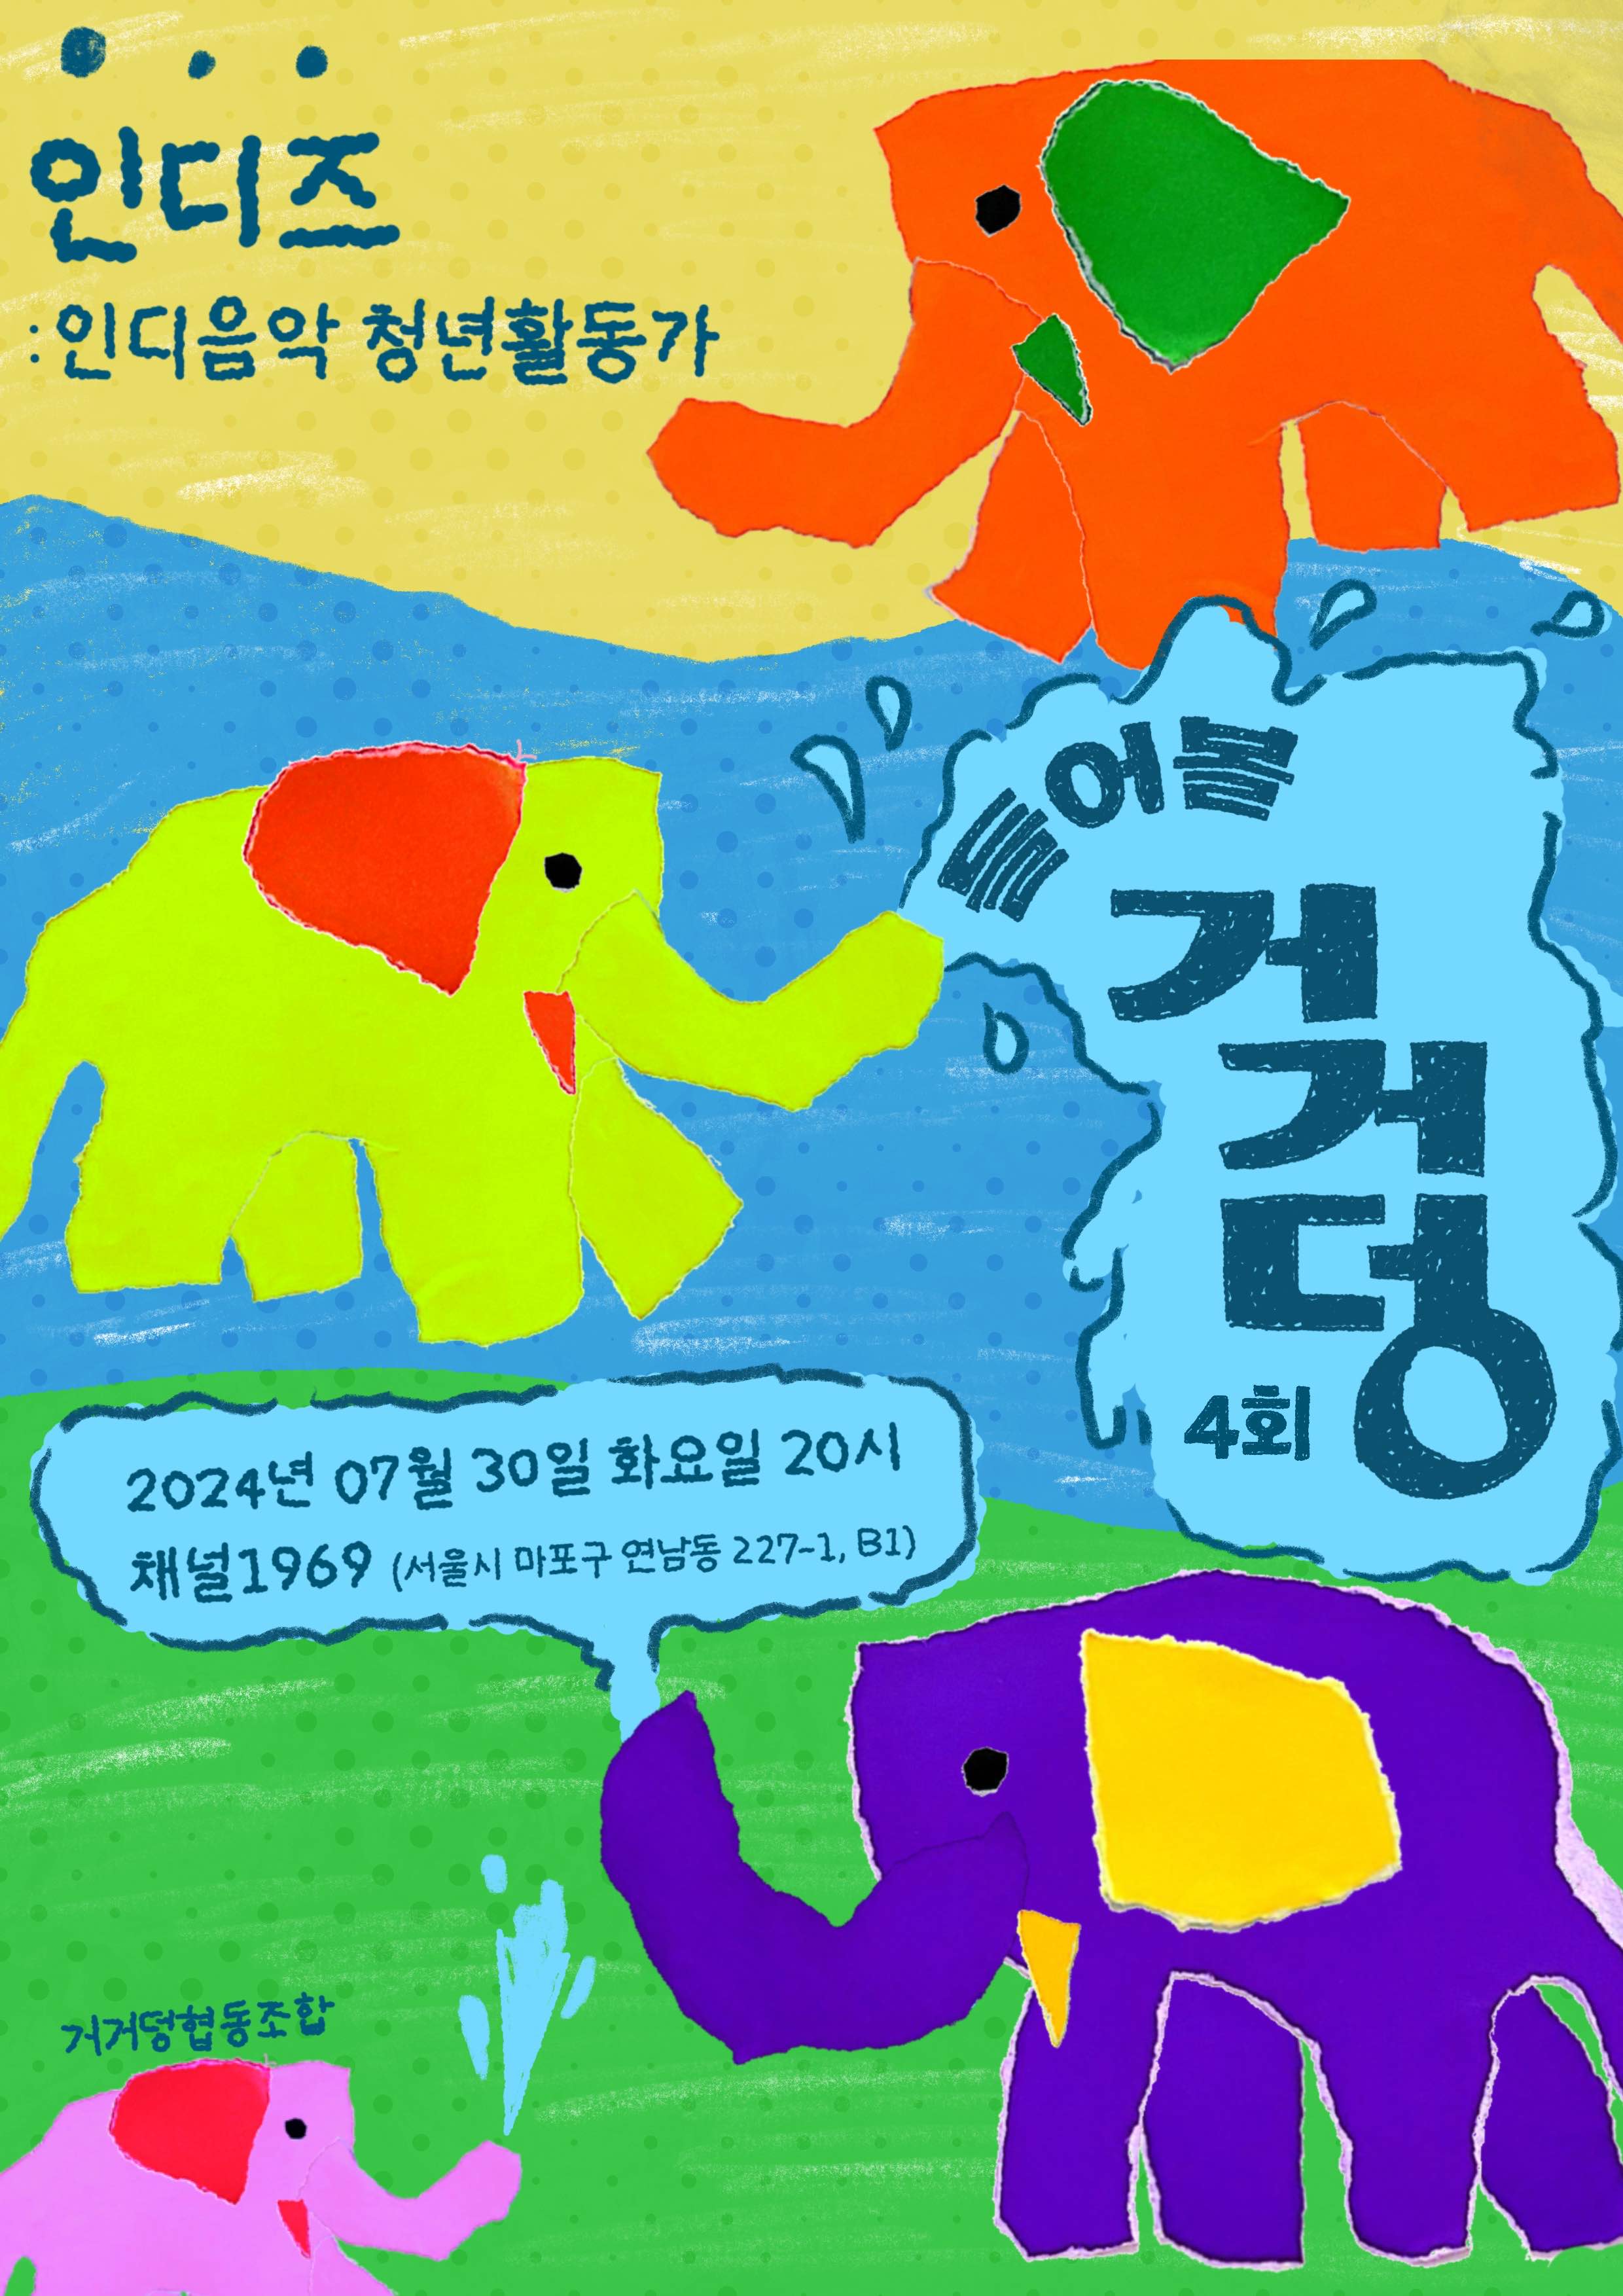 인디즈
:인디음악 청년활동가
들어볼
거거덩
4회
2024년 07월 30일 화요일 20시
채널1969 (서울시 마포구 연남동 227-1, B1)
거거덩협동조합